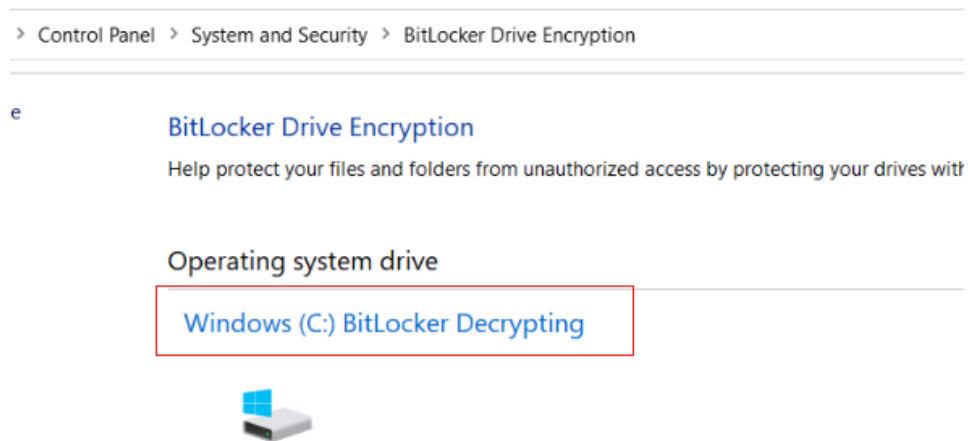 > Control Panel > System and Security > BitLocker Drive Encryption
e
BitLocker Drive Encryption
Help protect your files and folders from unauthorized access by protecting your drives with
Operating system drive
Windows (C:) BitLocker Decrypting